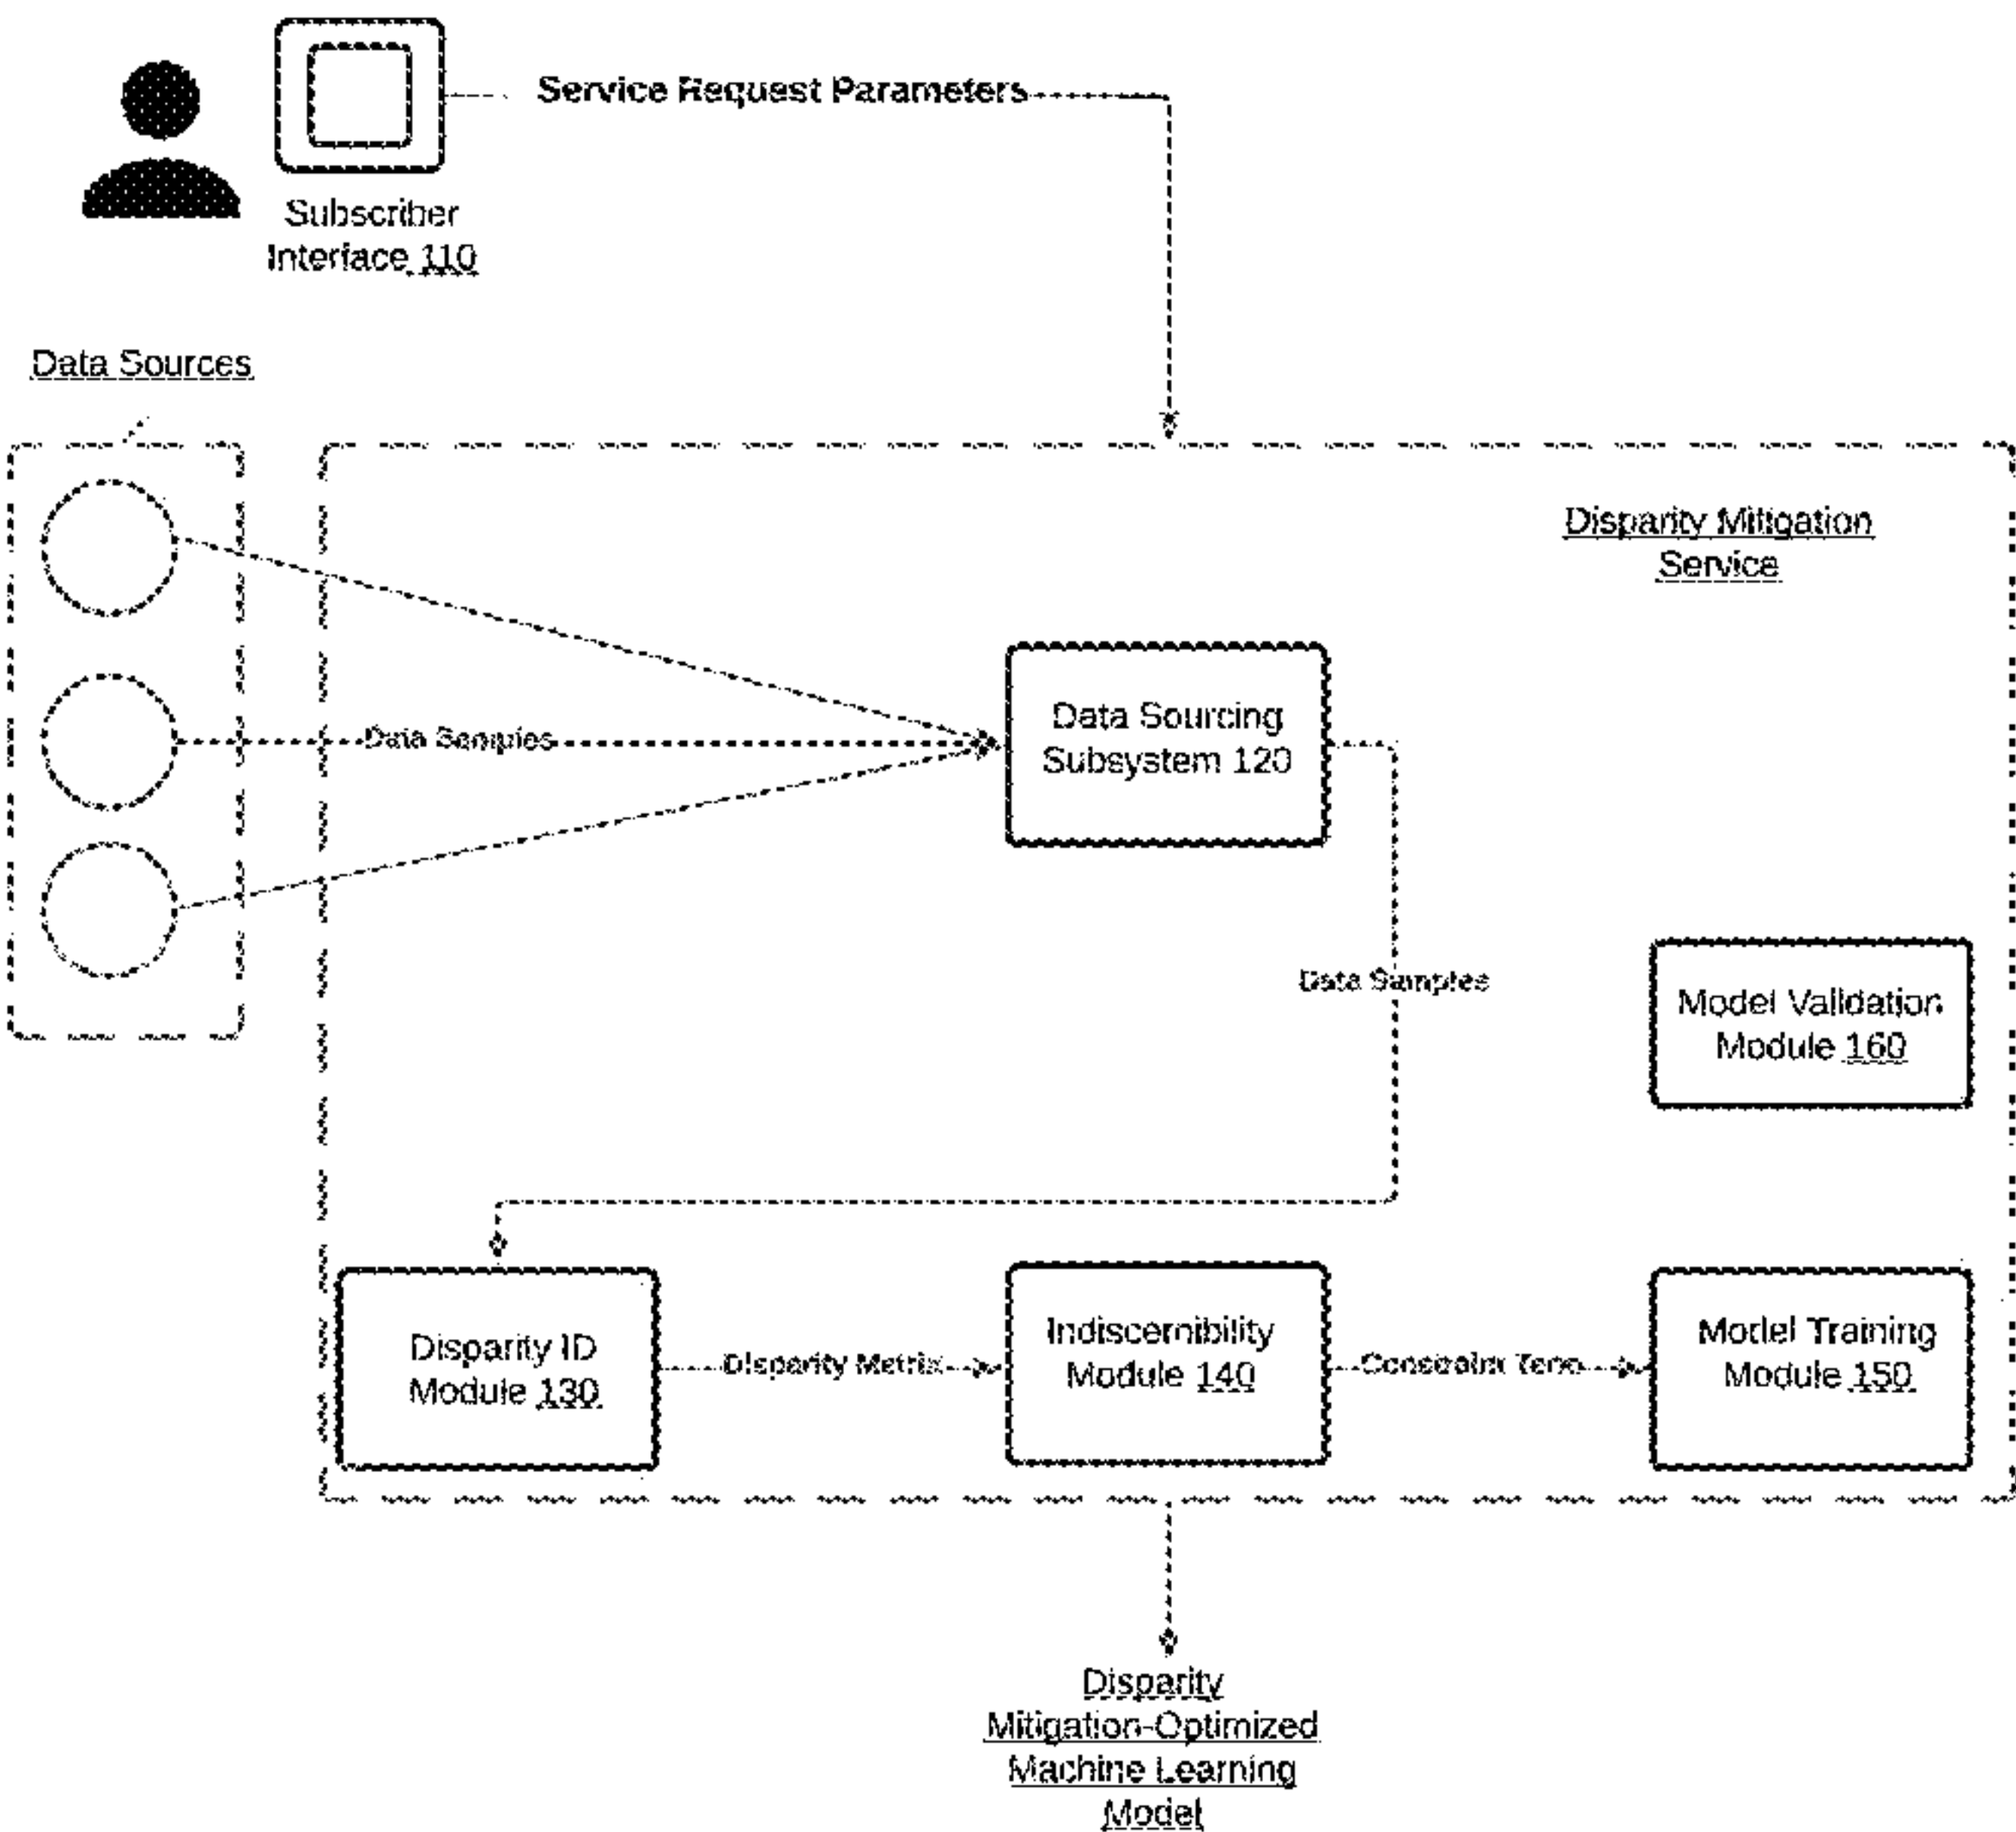 Service Request Parameters
Subscriber
Interface 110
Data Sources
Disparity Mitigation
Service
Data Samples
Data Sourcing
Subsystem 120
Data Samples
Model Validation
Module 160
Disparity ID
Module 130
Disparity Metrix
Indiscernibility
Module 140
Constraint
Model Training
Module 150
Disparity
Mitigation-Optimized
Machine Learning
Model